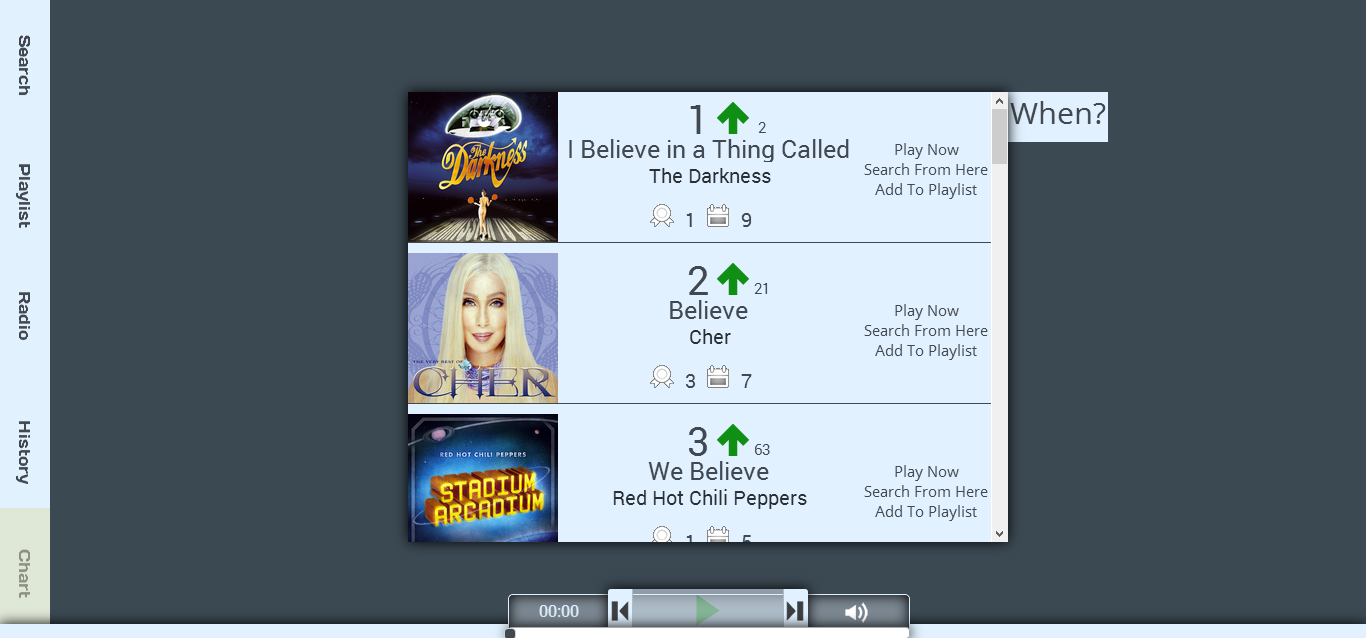 Search
Playlist
Radio
History
Chart
The
Darkness
1 2
I Believe in a Thing Called
The Darkness
1 9
Play Now
Search From Here
Add To Playlist
When?
THE VERY BEST OF
CHER
2 21
Believe
Cher
3 7
Play Now
Search From Here
Add To Playlist
RED HOT CHILI PEPPERS
STADIUM
ARCADIUM
3 63
We Believe
Red Hot Chili Peppers
1 5
Play Now
Search From Here
Add To Playlist
00:00